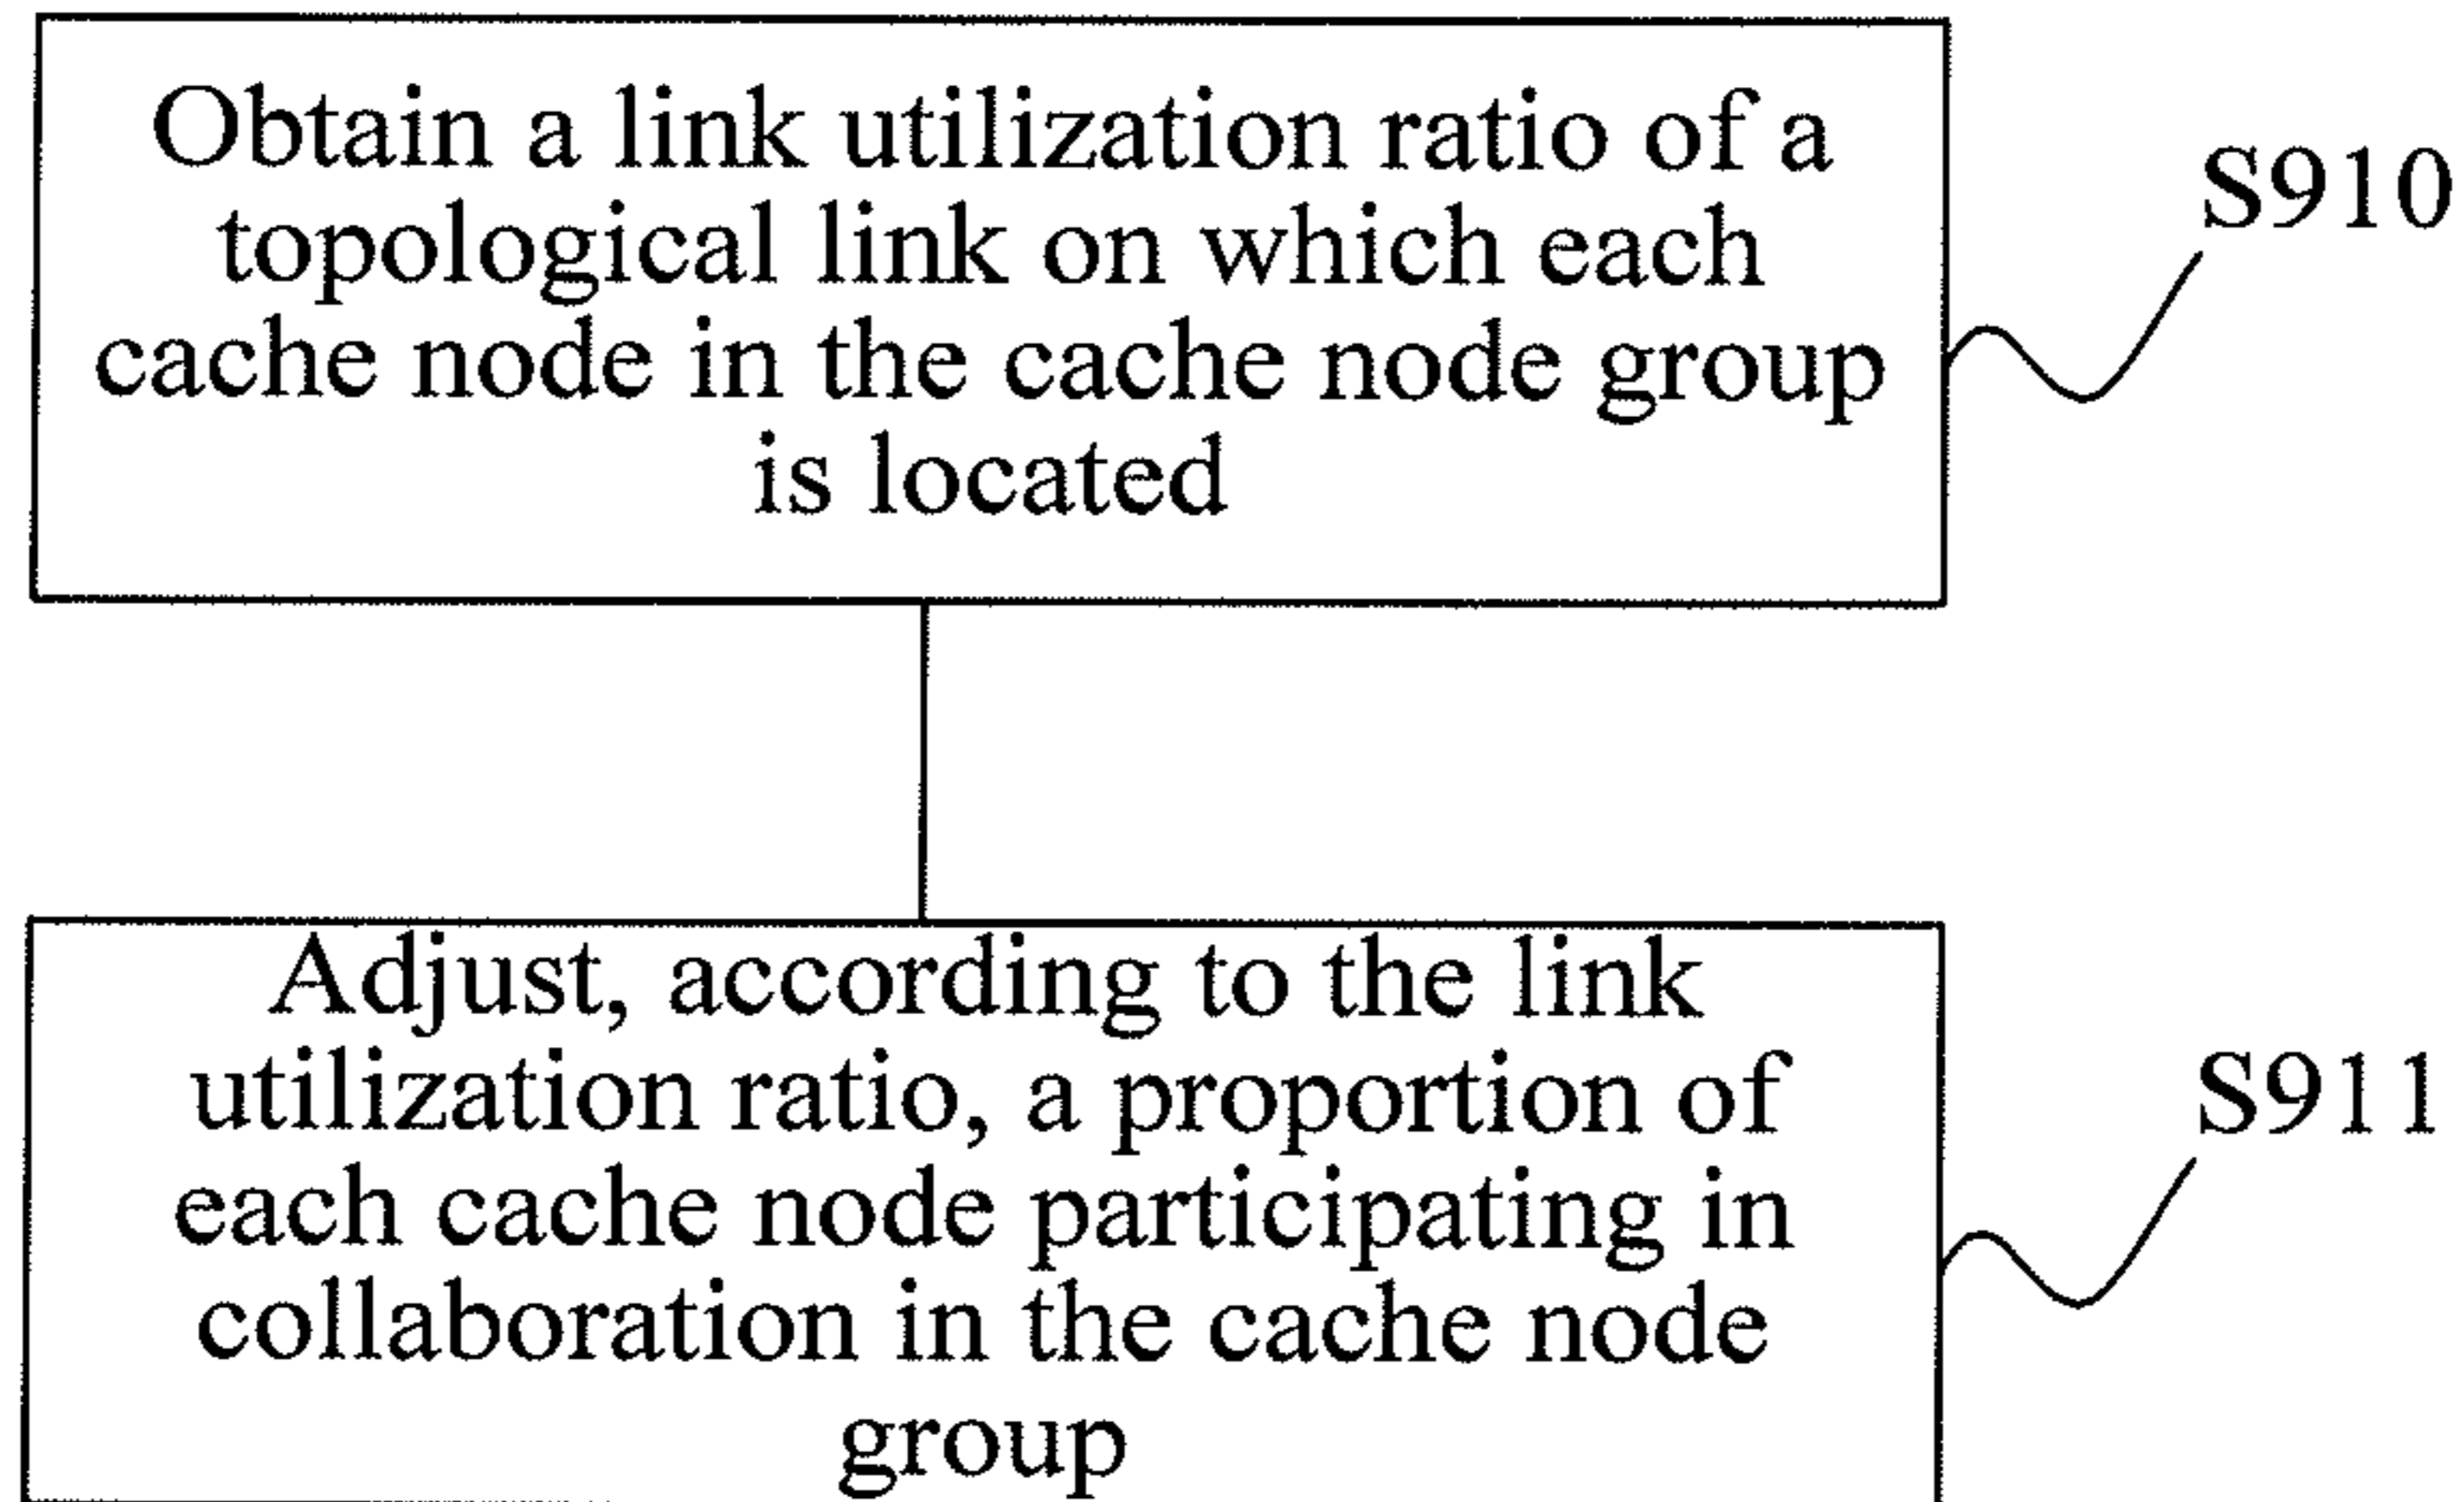 Obtain a link utilization ratio of a
topological link on which each
cache node in the cache node group
is located
S910
Adjust, according to the link
utilization ratio, a proportion of
each cache node participating in
collaboration in the cache node
group
S911